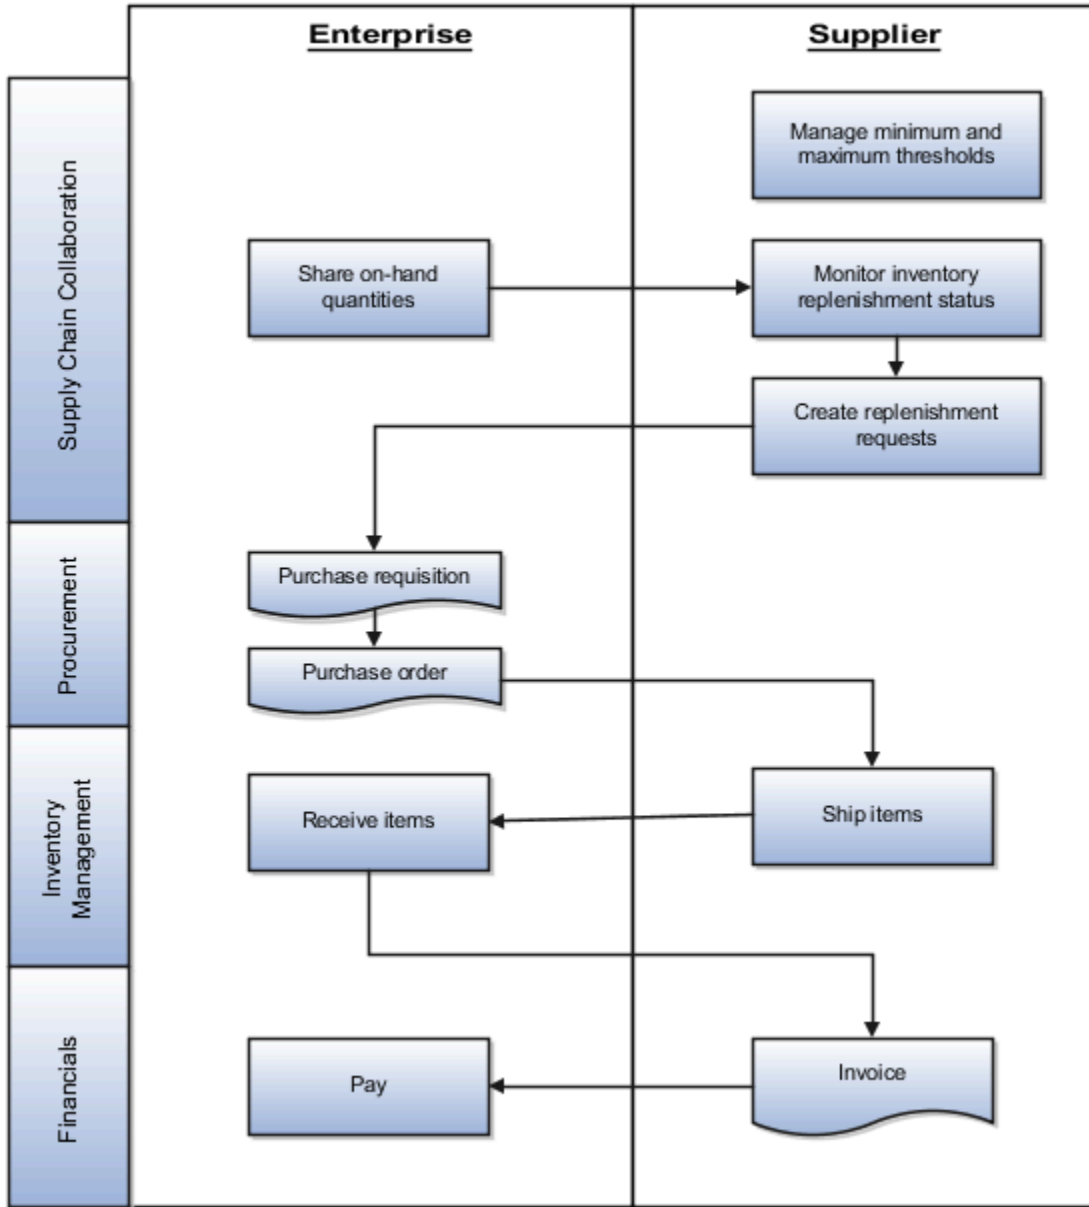 Enterprise
Supplier
Supply Chain Collaboration
Manage minimum and
maximum thresholds
Share on-hand
quantities
Monitor inventory
replenishment status
Create replenishment
requests
Procurement
Purchase requisition
Purchase order
Inventory
Management
Receive items
Ship items
Financials
Pay
Invoice